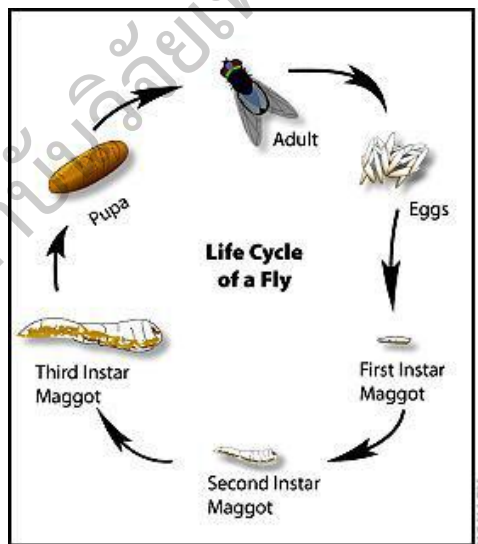 Adult
Eggs
Pupa
Life Cycle
of a Fly
First Instar
Maggot
Third Instar
Maggot
Second Instar
Maggot